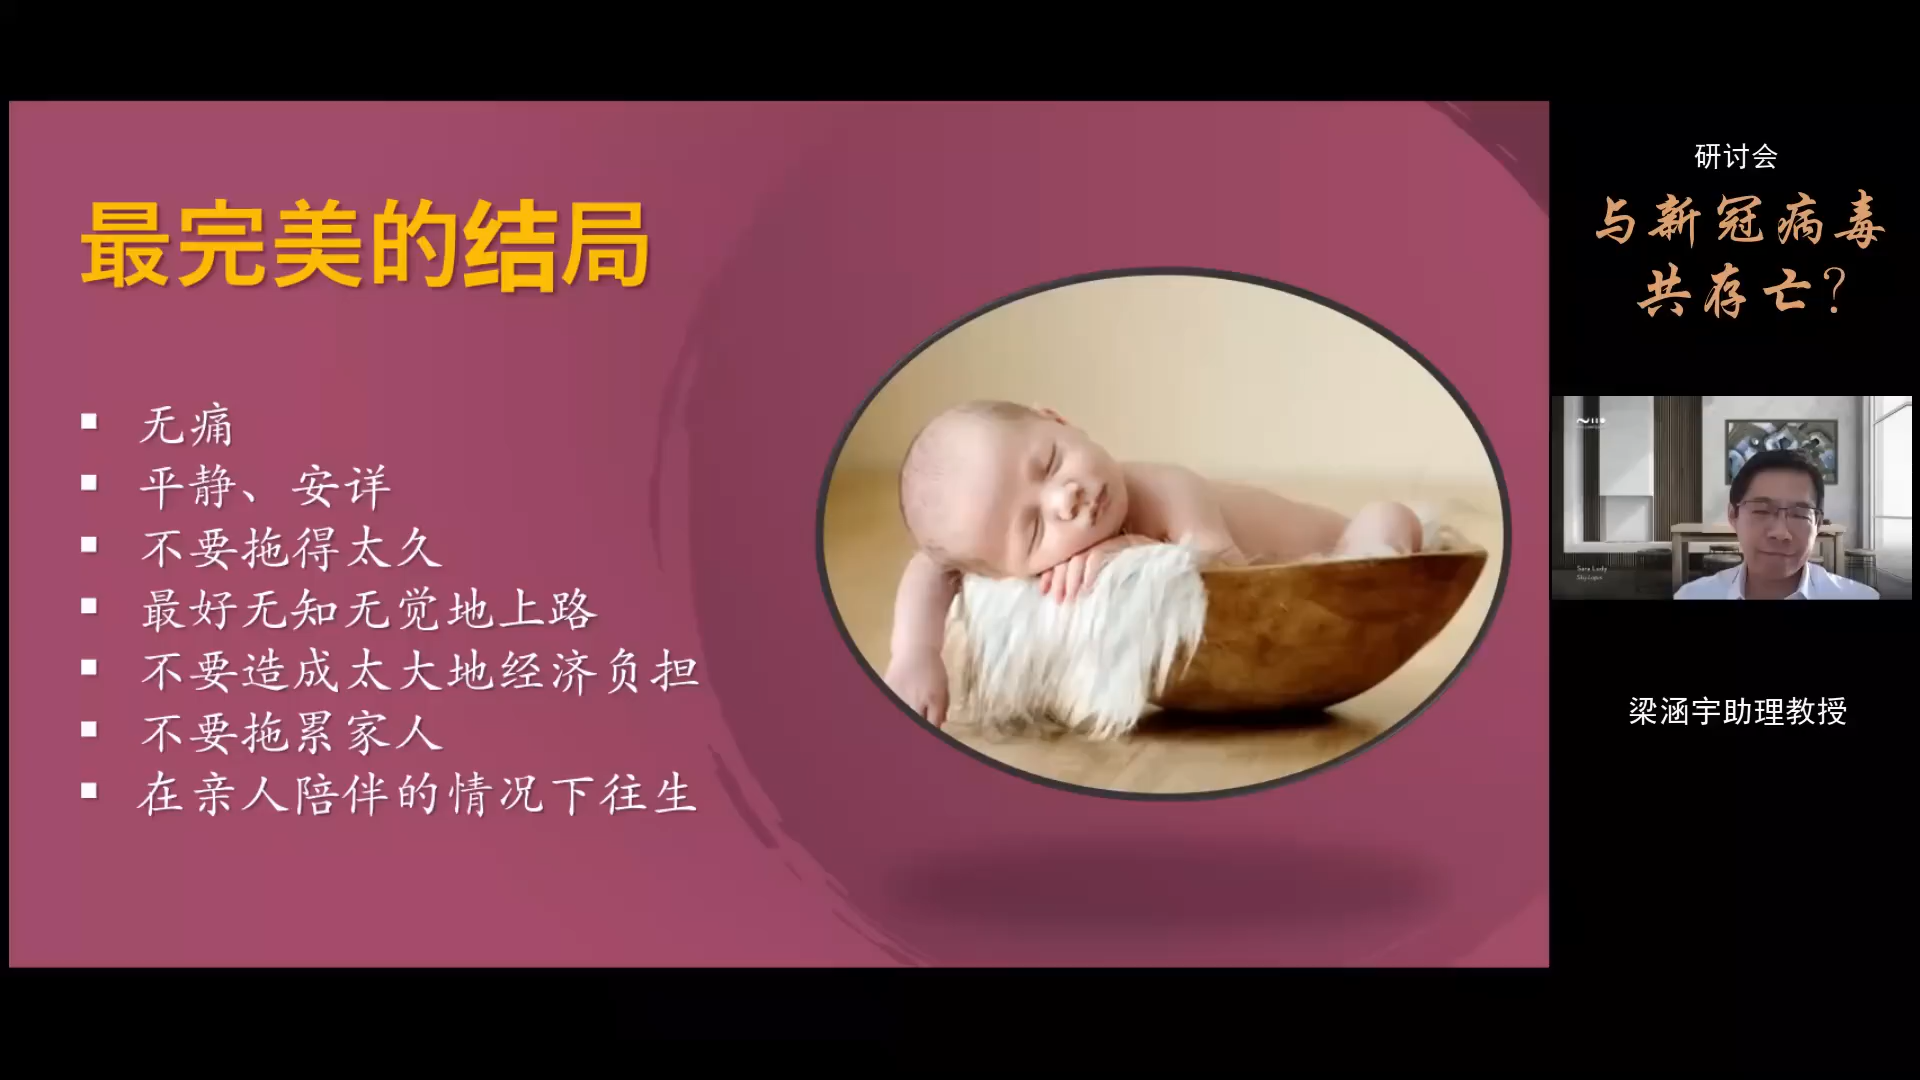 最完美的结局
无痛
平静、安详
不要拖得太久
最好无知无觉地上路
不要造成太大地经济负担
不要拖累家人
在亲人陪伴的情况下往生
研讨会
与新冠病毒
共存亡？
Sara Ludy
梁涵宇助理教授